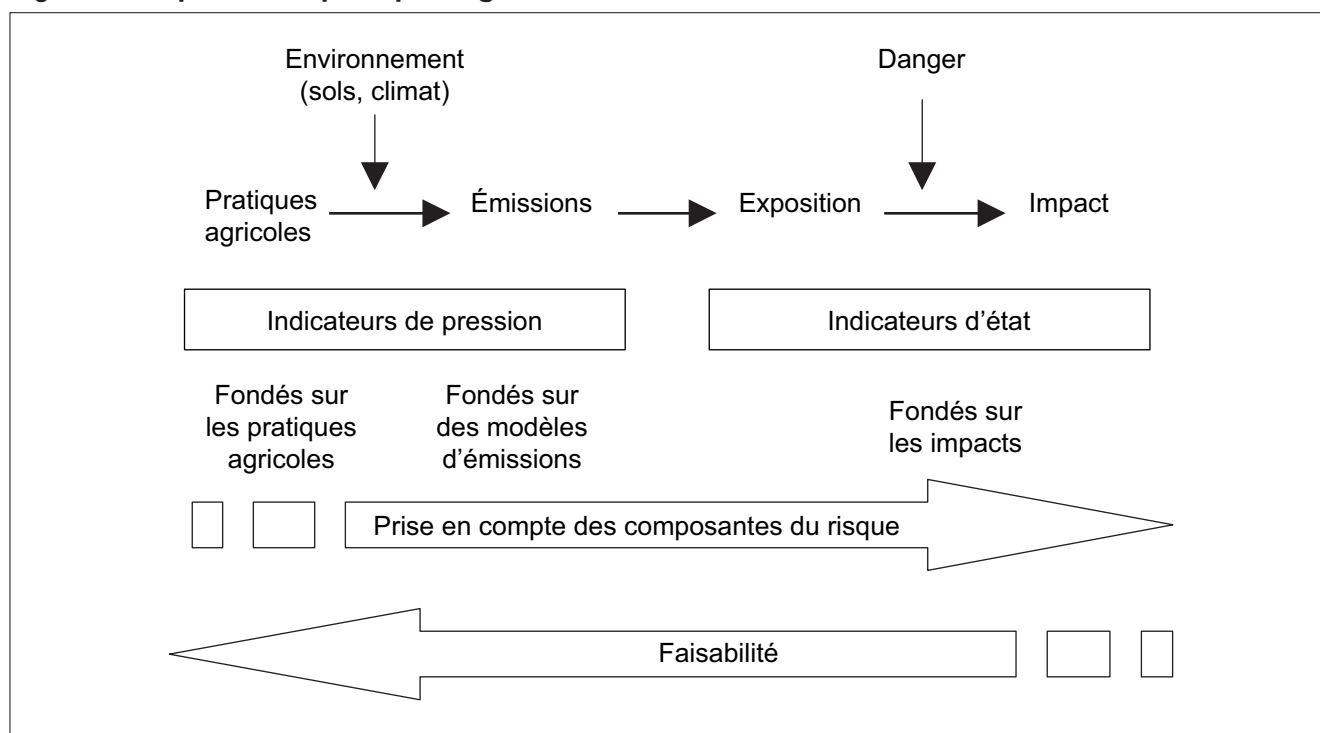 Environnement
(sols, climat)
Danger
Pratiques
agricoles
Émissions
Exposition
Impact
Indicateurs de pression
Indicateurs d’état
Fondés sur
les pratiques
agricoles
Fondés sur
des modèles
d’émissions
Fondés sur
les impacts
Prise en compte des composantes du risque
Faisabilité